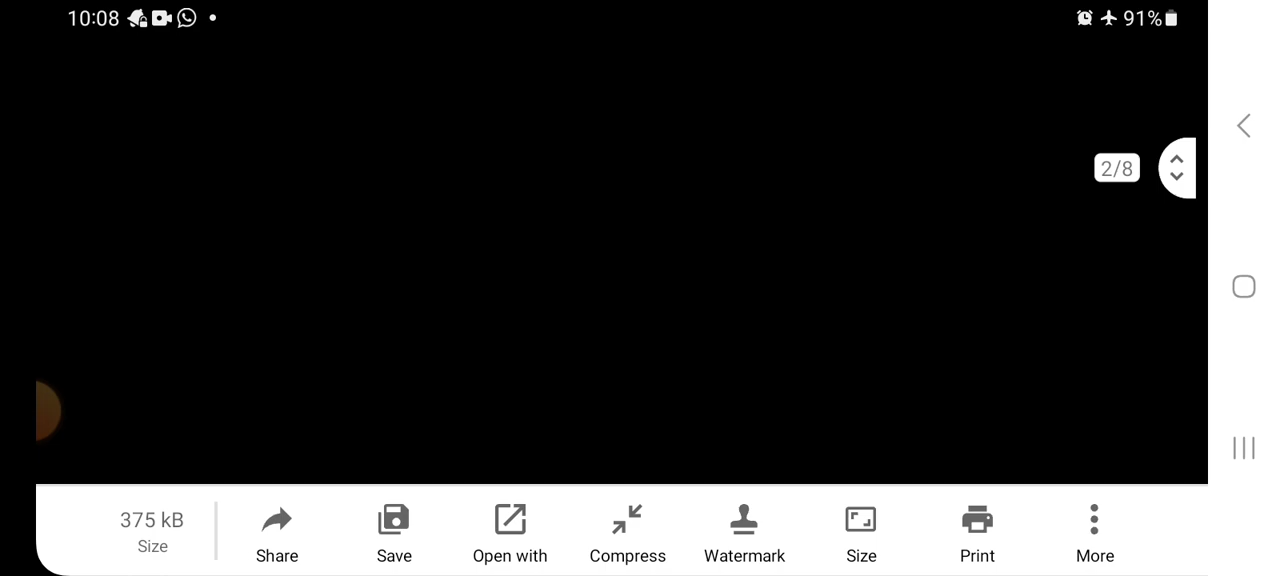 10:08 91%
2/8
375 kB
Size
Share
Save
Open with
Compress
Watermark
Size
Print
More